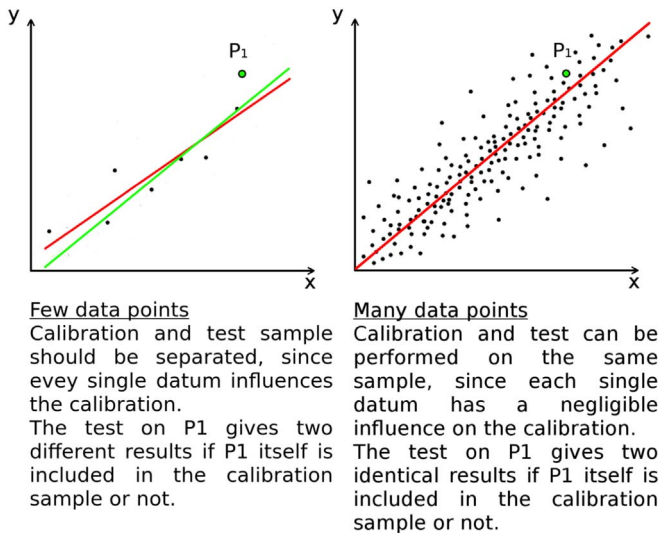 y
P1
x
y
P1
x
Few data points
Calibration and test sample
should be separated, since
evey single datum influences
the calibration.
The test on P1 gives two
different results if P1 itself is
included in the calibration
sample or not.
Many data points
Calibration and test can be
performed on the same
sample, since each single
datum has a negligible
influence on the calibration.
The test on P1 gives two
identical results if P1 itself is
included in the calibration
sample or not.